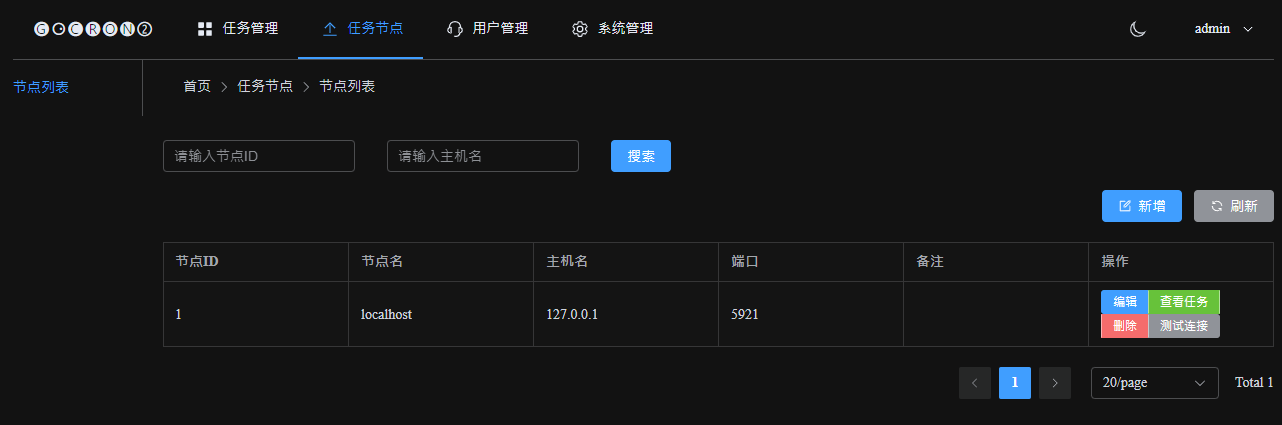 GOCRON2 任务管理 任务节点 用户管理 系统管理 admin
节点列表 首页 > 任务节点 > 节点列表
请输入节点ID 请输入主机名 搜索
新增 刷新
节点ID 节点名 主机名 端口 备注 操作
1 localhost 127.0.0.1 5921 编辑 查看任务
删除 测试连接
1 20/page Total 1